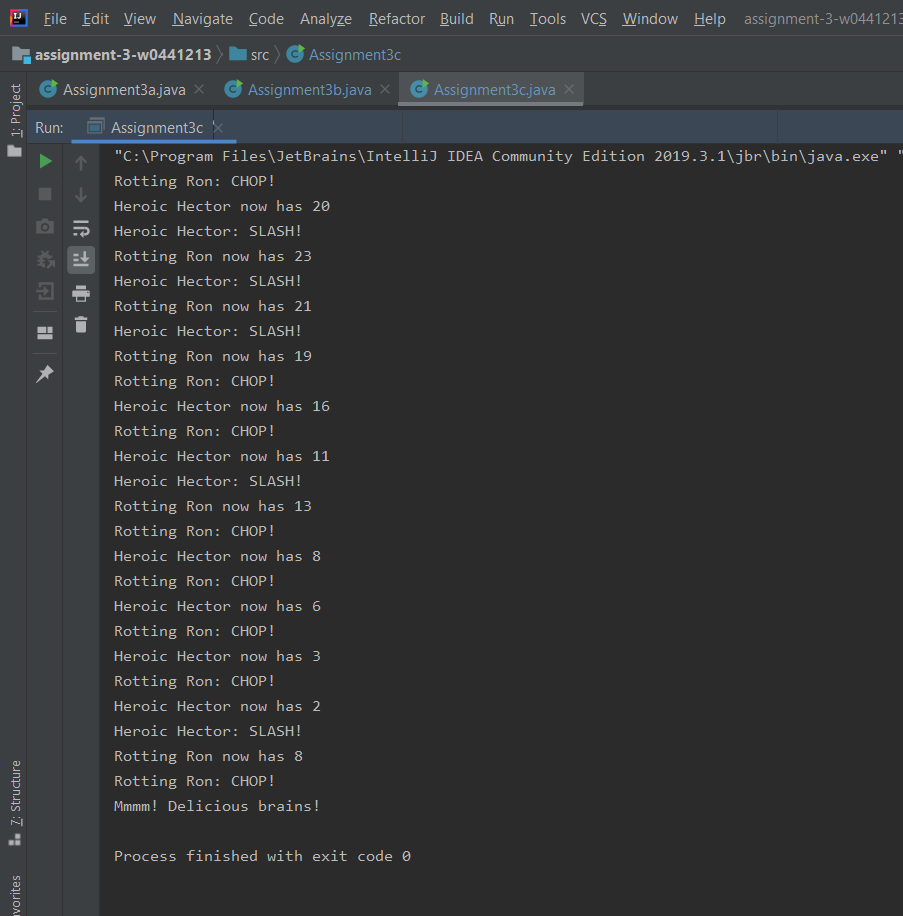 File Edit View Navigate Code Analyze Refactor Build Run Tools VCS Window Help assignment-3-w0441213
assignment-3-w0441213 src Assignment3c
1: Project
Assignment3a.java Assignment3b.java Assignment3c.java
Run: Assignment3c
"C:\Program Files\JetBrains\IntelliJ IDEA Community Edition 2019.3.1\jbr\bin\java.exe" "
Rotting Ron: CHOP!
Heroic Hector now has 20
Heroic Hector: SLASH!
Rotting Ron now has 23
Heroic Hector: SLASH!
Rotting Ron now has 21
Heroic Hector: SLASH!
Rotting Ron now has 19
Rotting Ron: CHOP!
Heroic Hector now has 16
Rotting Ron: CHOP!
Heroic Hector now has 11
Heroic Hector: SLASH!
Rotting Ron now has 13
Rotting Ron: CHOP!
Heroic Hector now has 8
Rotting Ron: CHOP!
Heroic Hector now has 6
Rotting Ron: CHOP!
Heroic Hector now has 3
Rotting Ron: CHOP!
Heroic Hector now has 2
Heroic Hector: SLASH!
Rotting Ron now has 8
Rotting Ron: CHOP!
Mmmm! Delicious brains!
Process finished with exit code 0
7: Structure
vorites